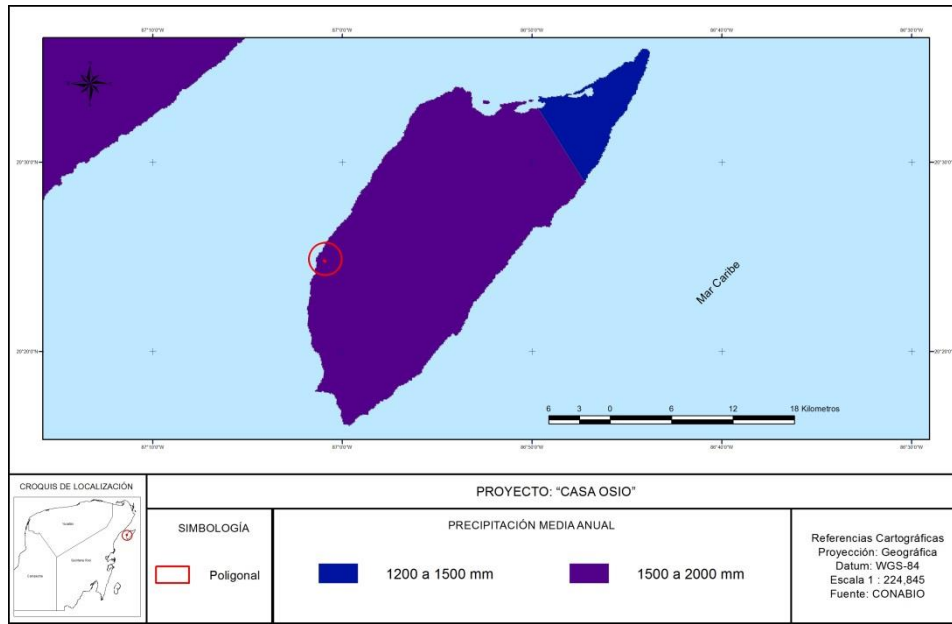 87°10'0"W 87°0'0"W 86°50'0"W 86°40'0"W 86°30'0"W
20°30'0"N 20°30'0"N
Mar Caribe
20°20'0"N 20°20'0"N
6 3 0 6 12 18 Kilometros
87°10'0"W 87°0'0"W 86°50'0"W 86°40'0"W 86°30'0"W
CROQUIS DE LOCALIZACIÓN
PROYECTO: "CASA OSIO"
SIMBOLOGÍA
Poligonal
PRECIPITACIÓN MEDIA ANUAL
1200 a 1500 mm
1500 a 2000 mm
Referencias Cartográficas
Proyección: Geográfica
Datum: WGS-84
Escala 1 : 224,845
Fuente: CONABIO